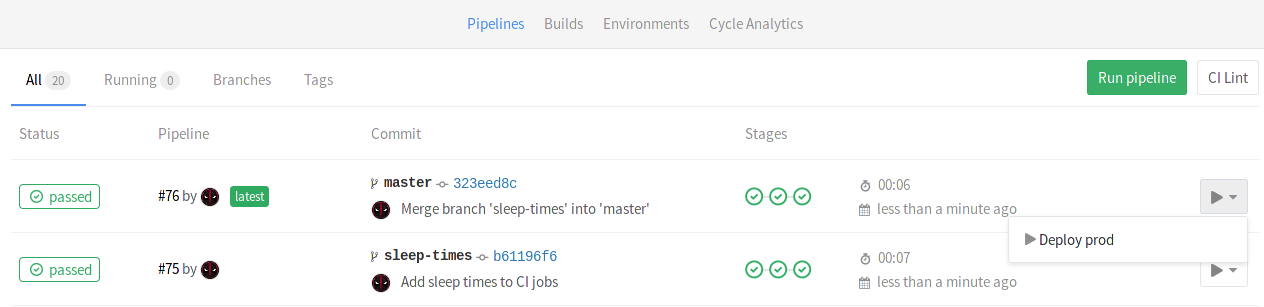 Pipelines Builds Environments Cycle Analytics
All 20 Running 0 Branches Tags Run pipeline CI Lint
Status Pipeline Commit Stages
passed #76 by latest master 323eed8c 00:06
Merge branch 'sleep-times' into 'master' less than a minute ago
Deploy prod
passed #75 by sleep-times b61196f6 00:07
Add sleep times to CI jobs less than a minute ago